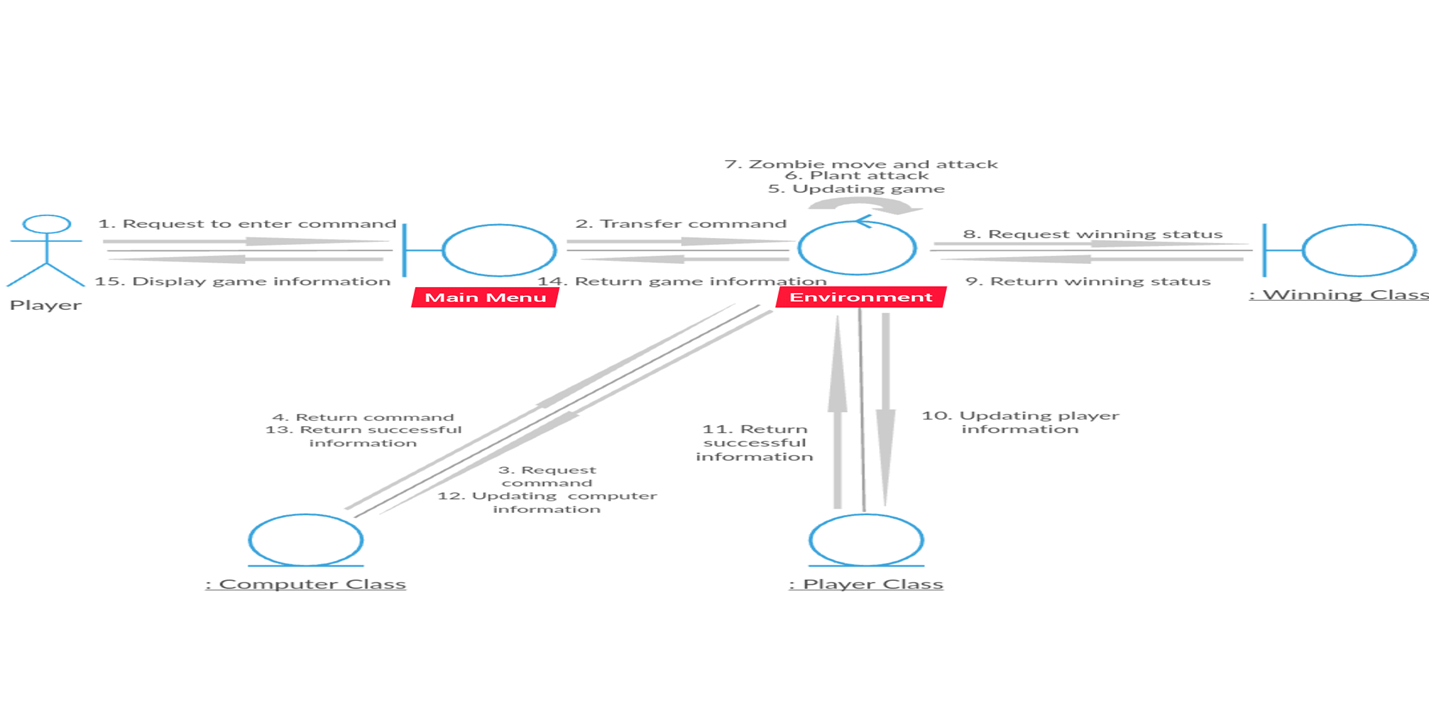 7. Zombie move and attack
6. Plant attack
5. Updating game
1. Request to enter command
2. Transfer command
8. Request winning status
15. Display game information
14. Return game information
9. Return winning status
Player
Main Menu
Environment
: Winning Class
4. Return command
13. Return successful
information
10. Updating player
information
11. Return
successful
information
3. Request
command
12. Updating computer
information
: Computer Class
: Player Class